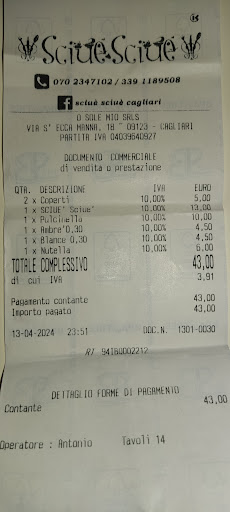 R
Sciuè Sciuè
070 2347102 / 339 1189508
sciuè sciuè cagliari
O SOLE MIO SRLS
VIA S' ECCA MANNA, 18 - 09123 - CAGLIARI
PARTITA IVA 04039640927
DOCUMENTO COMMERCIALE
di vendita o prestazione
QTA. DESCRIZIONE IVA EURO
2 x Coperti 10,00% 5,00
1 x SCIUE' Sciue' 10,00% 13,00
1 x Pulcinella 10,00% 10,00
1 x Ambre'0,30 10,00% 4,50
1 x Blance 0,30 10,00% 4,50
1 x Nutella 10,00% 6,00
TOTALE COMPLESSIVO 43,00
di cui IVA 3,91
Pagamento contante 43,00
Importo pagato 43,00
13-04-2024 23:51 DOC.N. 1301-0030
RT 94IB0002212
DETTAGLIO FORME DI PAGAMENTO
Contante 43,00
Operatore : Antonio Tavoli 14